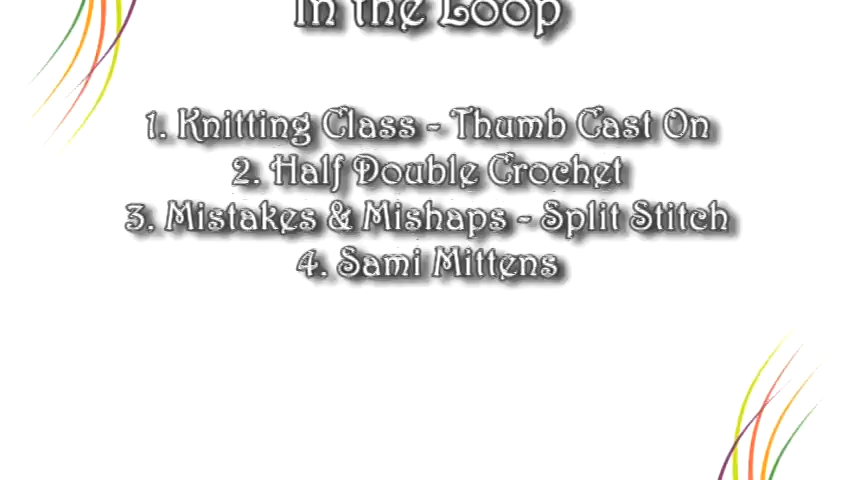 In the Loop
1. Knitting Class - Thumb Cast On
2. Half Double Crochet
3. Mistakes & Mishaps - Split Stitch
4. Sami Mittens